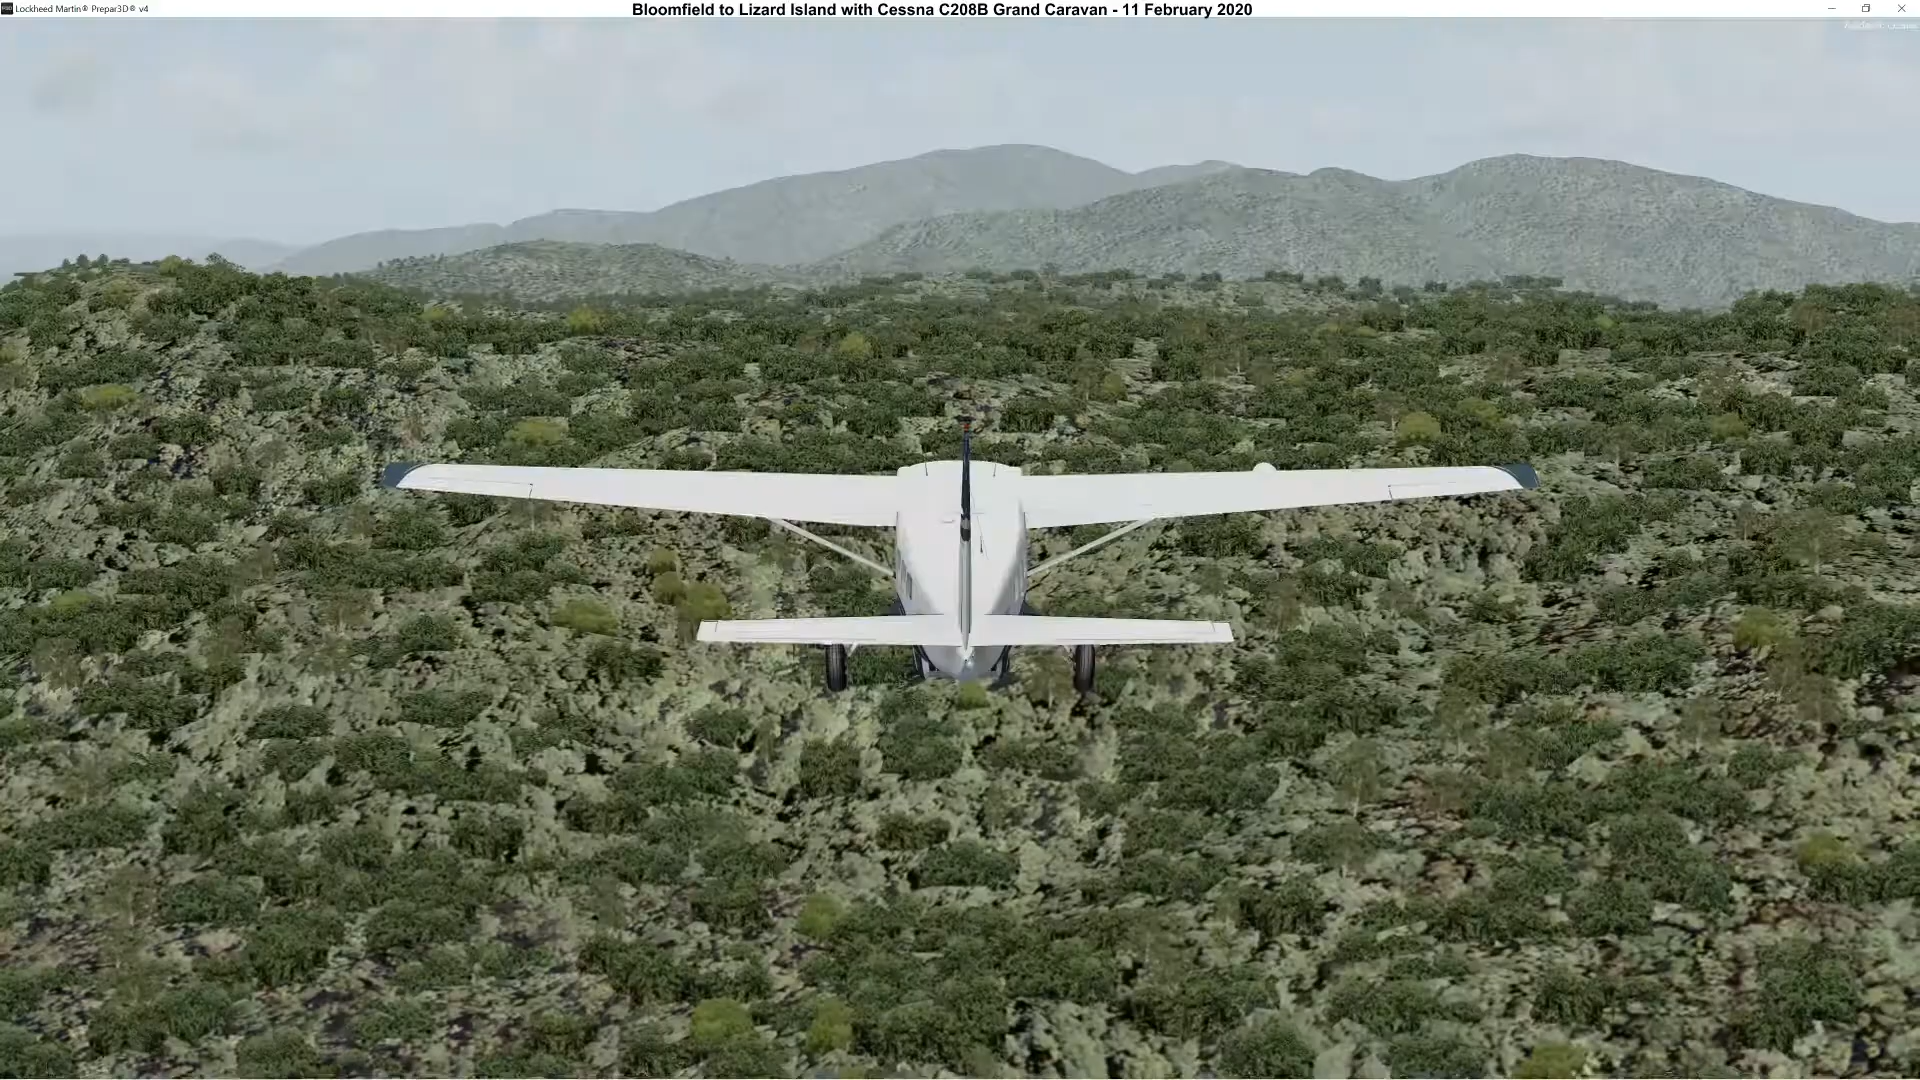 Lockheed Martin® Prepar3D® v4
Bloomfield to Lizard Island with Cessna C208B Grand Caravan - 11 February 2020